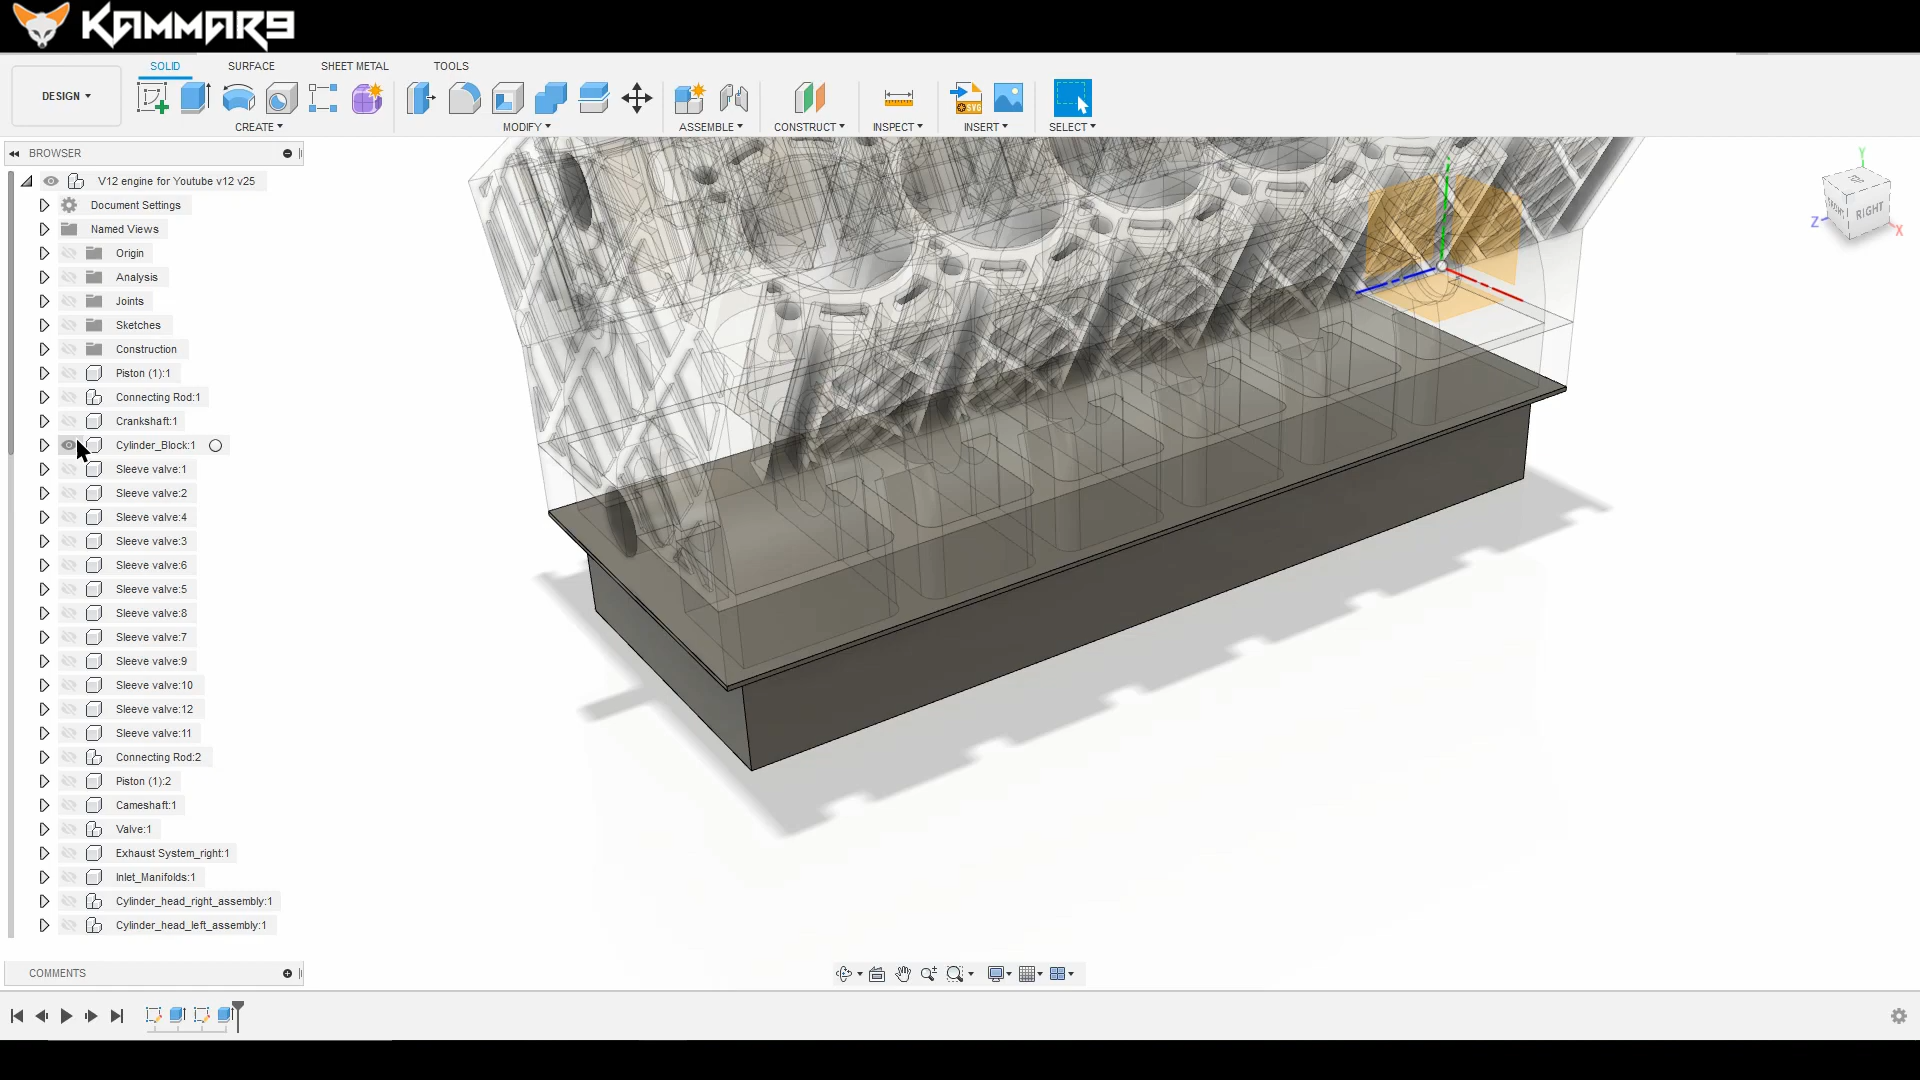 KAMMAR9
SOLID
SURFACE
SHEET METAL
TOOLS
DESIGN
CREATE
MODIFY
ASSEMBLE
CONSTRUCT
INSPECT
SVG
INSERT
SELECT
BROWSER
V12 engine for Youtube v12 v25
Document Settings
Named Views
Origin
Analysis
Joints
Sketches
Construction
Piston (1):1
Connecting Rod:1
Crankshaft:1
Cylinder_Block:1
Sleeve valve:1
Sleeve valve:2
Sleeve valve:4
Sleeve valve:3
Sleeve valve:6
Sleeve valve:5
Sleeve valve:8
Sleeve valve:7
Sleeve valve:9
Sleeve valve:10
Sleeve valve:12
Sleeve valve:11
Connecting Rod:2
Piston (1):2
Cameshaft:1
Valve:1
Exhaust System_right:1
Inlet_Manifolds:1
Cylinder_head_right_assembly:1
Cylinder_head_left_assembly:1
COMMENTS
Y
TOP
RIGHT
Z
X